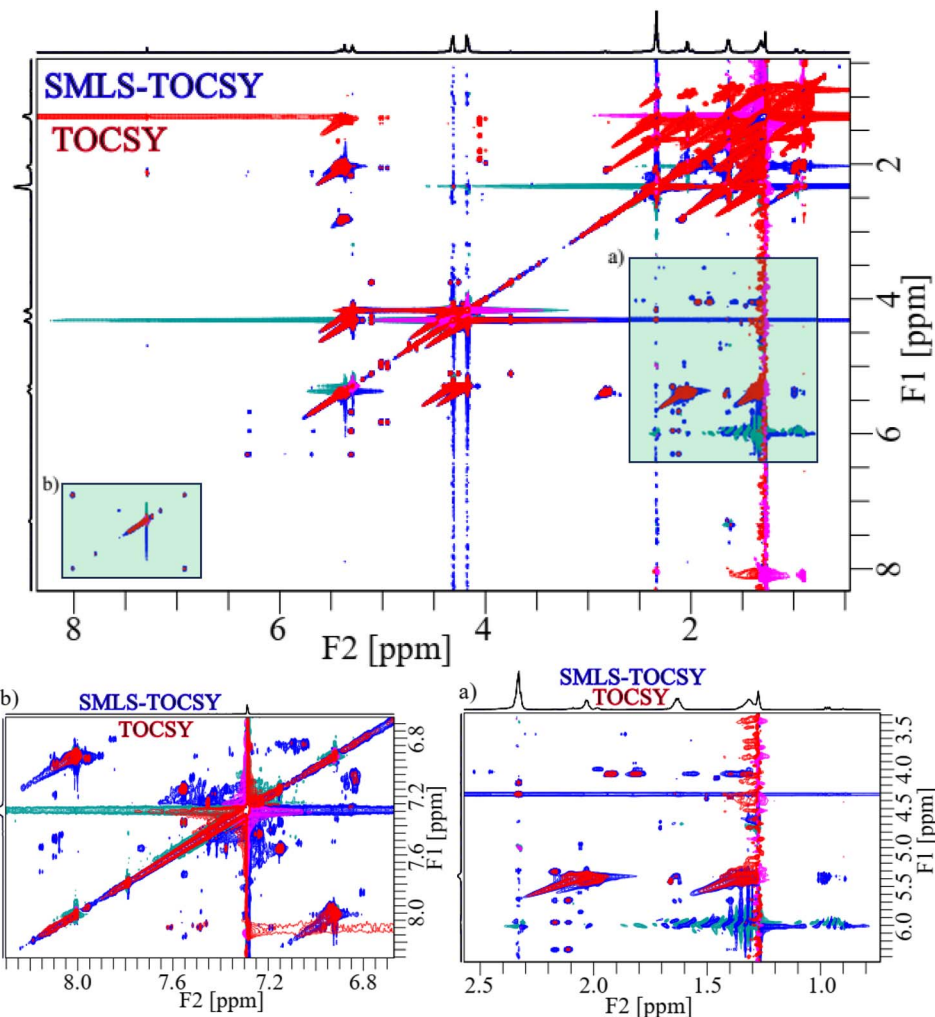 SMLS-TOCSY
TOCSY
a)
b)
2
4
6
8
F1 [ppm]
8
6
4
2
F2 [ppm]
b)
SMLS-TOCSY
TOCSY
6.8
7.2
7.6
8.0
F1 [ppm]
8.0
7.6
7.2
6.8
F2 [ppm]
a)
SMLS-TOCSY
TOCSY
3.5
4.0
4.5
5.0
5.5
6.0
F1 [ppm]
2.5
2.0
1.5
1.0
F2 [ppm]